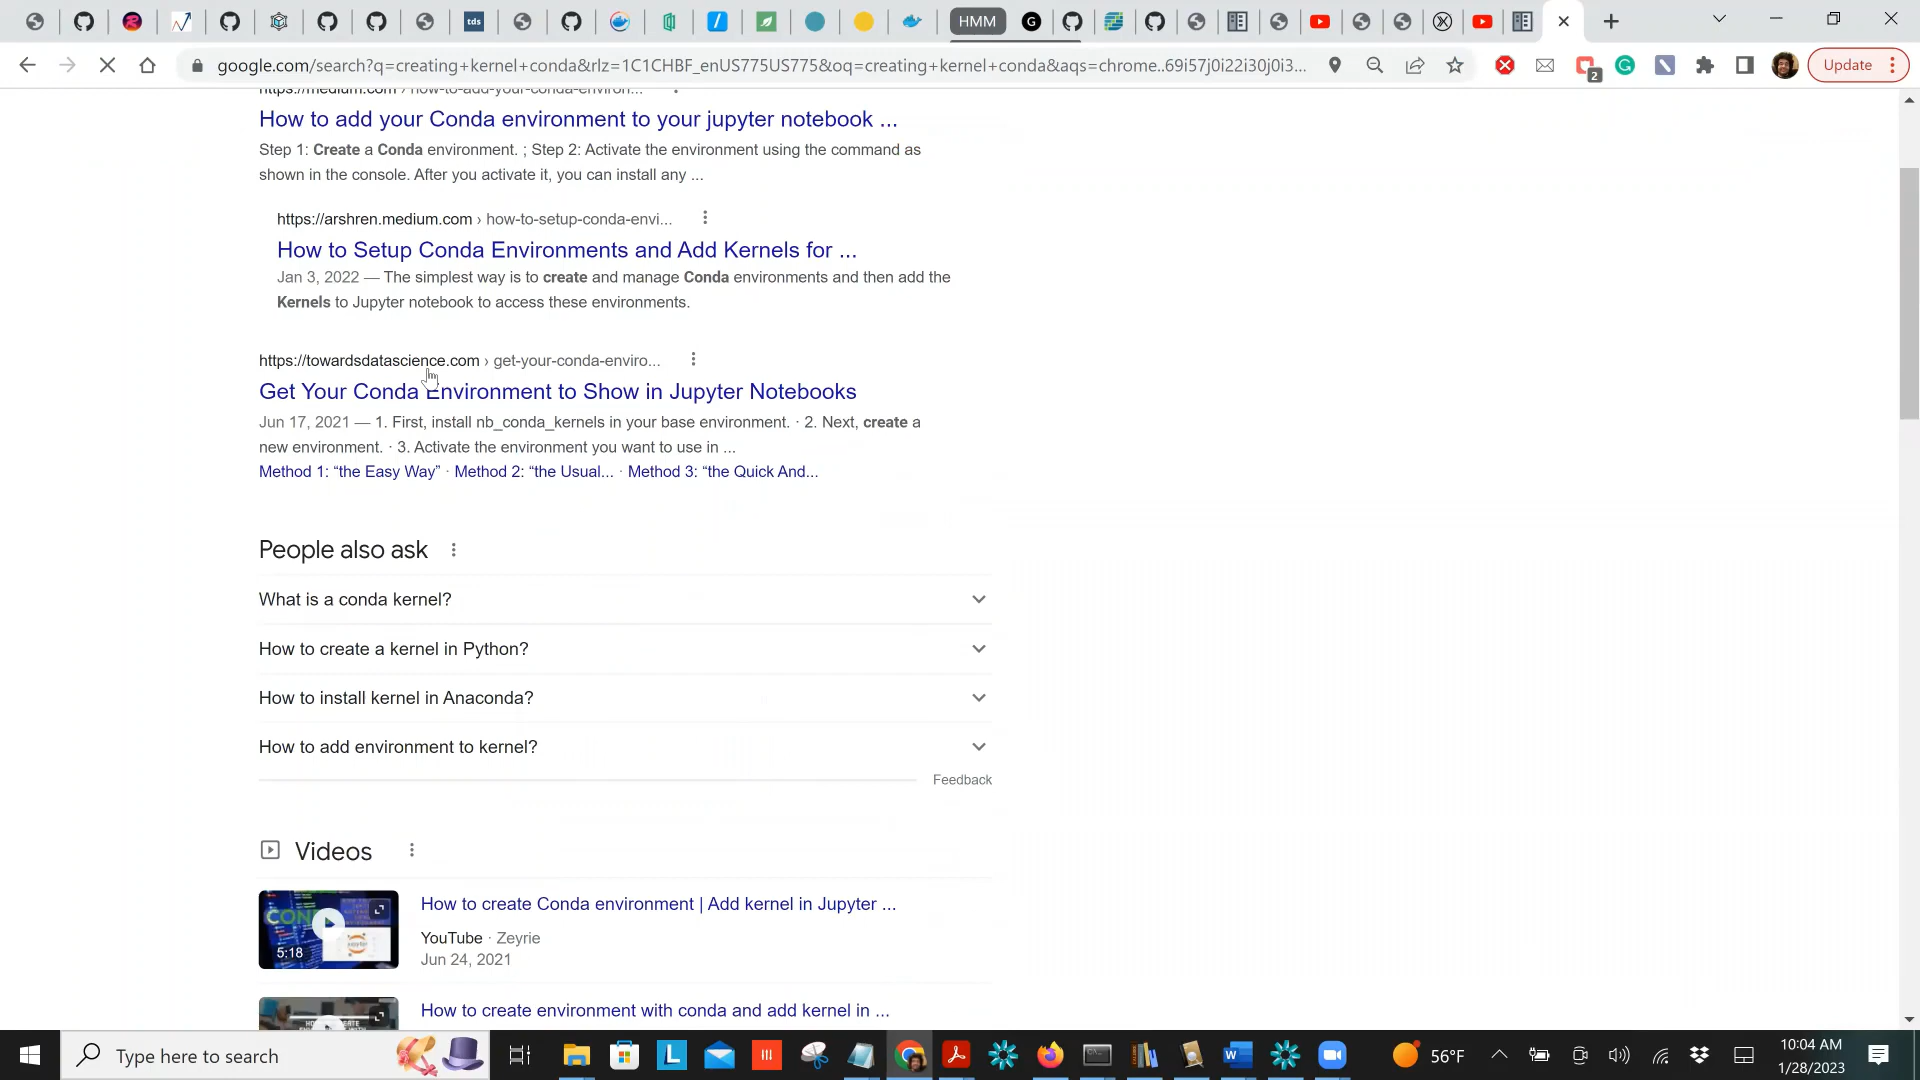 tds
HMM
G
google.com/search?q=creating+kernel+conda&rlz=1C1CHBF_enUS775US775&oq=creating+kernel+conda&aqs=chrome..69i57j0i22i30j0i3...
2
Update
https://medium.com › how-to-add-your-conda-environ...
How to add your Conda environment to your jupyter notebook ...
Step 1: Create a Conda environment. ; Step 2: Activate the environment using the command as
shown in the console. After you activate it, you can install any ...
https://arshren.medium.com › how-to-setup-conda-envi...
How to Setup Conda Environments and Add Kernels for ...
Jan 3, 2022 — The simplest way is to create and manage Conda environments and then add the
Kernels to Jupyter notebook to access these environments.
https://towardsdatascience.com › get-your-conda-enviro...
Get Your Conda Environment to Show in Jupyter Notebooks
Jun 17, 2021 — 1. First, install nb_conda_kernels in your base environment. · 2. Next, create a
new environment. · 3. Activate the environment you want to use in ...
Method 1: “the Easy Way” · Method 2: “the Usual... · Method 3: “the Quick And...
People also ask
What is a conda kernel?
How to create a kernel in Python?
How to install kernel in Anaconda?
How to add environment to kernel?
Feedback
Videos
5:18
How to create Conda environment | Add kernel in Jupyter ...
YouTube · Zeyrie
Jun 24, 2021
How to create environment with conda and add kernel in ...
Type here to search
56°F
10:04 AM
1/28/2023